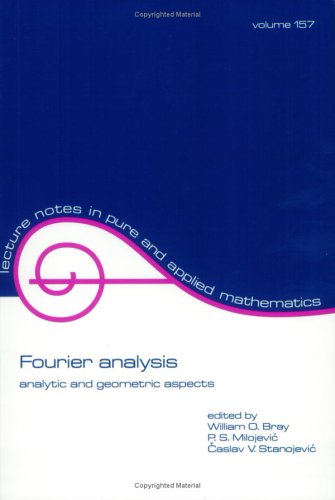 Copyrighted Material
volume 157
lecture notes in pure and applied mathematics
Fourier analysis
analytic and geometric aspects
edited by
William O. Bray
P. S. Milojević
Časlav V. Stanojević
Copyrighted Material